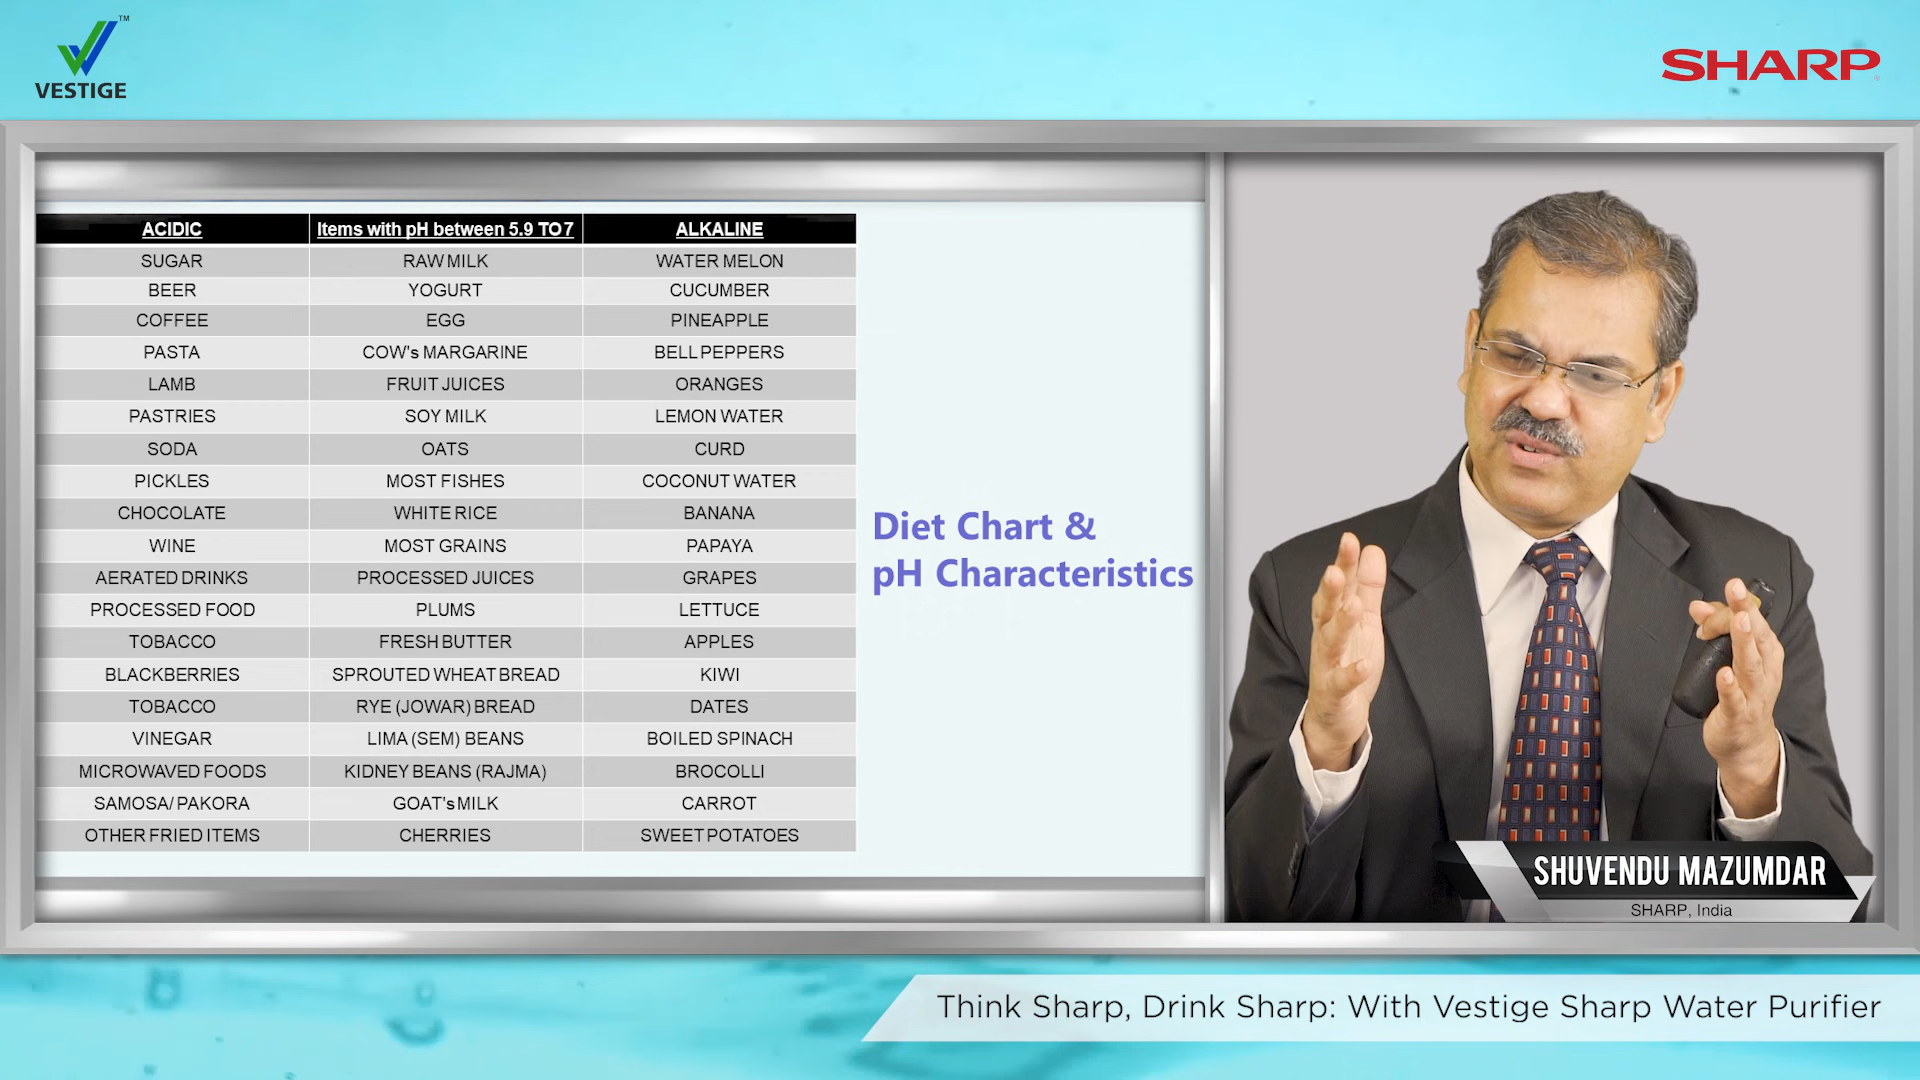 VESTIGE
TM
SHARP
ACIDIC Items with pH between 5.9 TO 7 ALKALINE
SUGAR RAW MILK WATER MELON
BEER YOGURT CUCUMBER
COFFEE EGG PINEAPPLE
PASTA COW's MARGARINE BELL PEPPERS
LAMB FRUIT JUICES ORANGES
PASTRIES SOY MILK LEMON WATER
SODA OATS CURD
PICKLES MOST FISHES COCONUT WATER
CHOCOLATE WHITE RICE BANANA
WINE MOST GRAINS PAPAYA
AERATED DRINKS PROCESSED JUICES GRAPES
PROCESSED FOOD PLUMS LETTUCE
TOBACCO FRESH BUTTER APPLES
BLACKBERRIES SPROUTED WHEAT BREAD KIWI
TOBACCO RYE (JOWAR) BREAD DATES
VINEGAR LIMA (SEM) BEANS BOILED SPINACH
MICROWAVED FOODS KIDNEY BEANS (RAJMA) BROCOLLI
SAMOSA/ PAKORA GOAT's MILK CARROT
OTHER FRIED ITEMS CHERRIES SWEET POTATOES
Diet Chart &
pH Characteristics
SHUVENDU MAZUMDAR
SHARP, India
Think Sharp, Drink Sharp: With Vestige Sharp Water Purifier